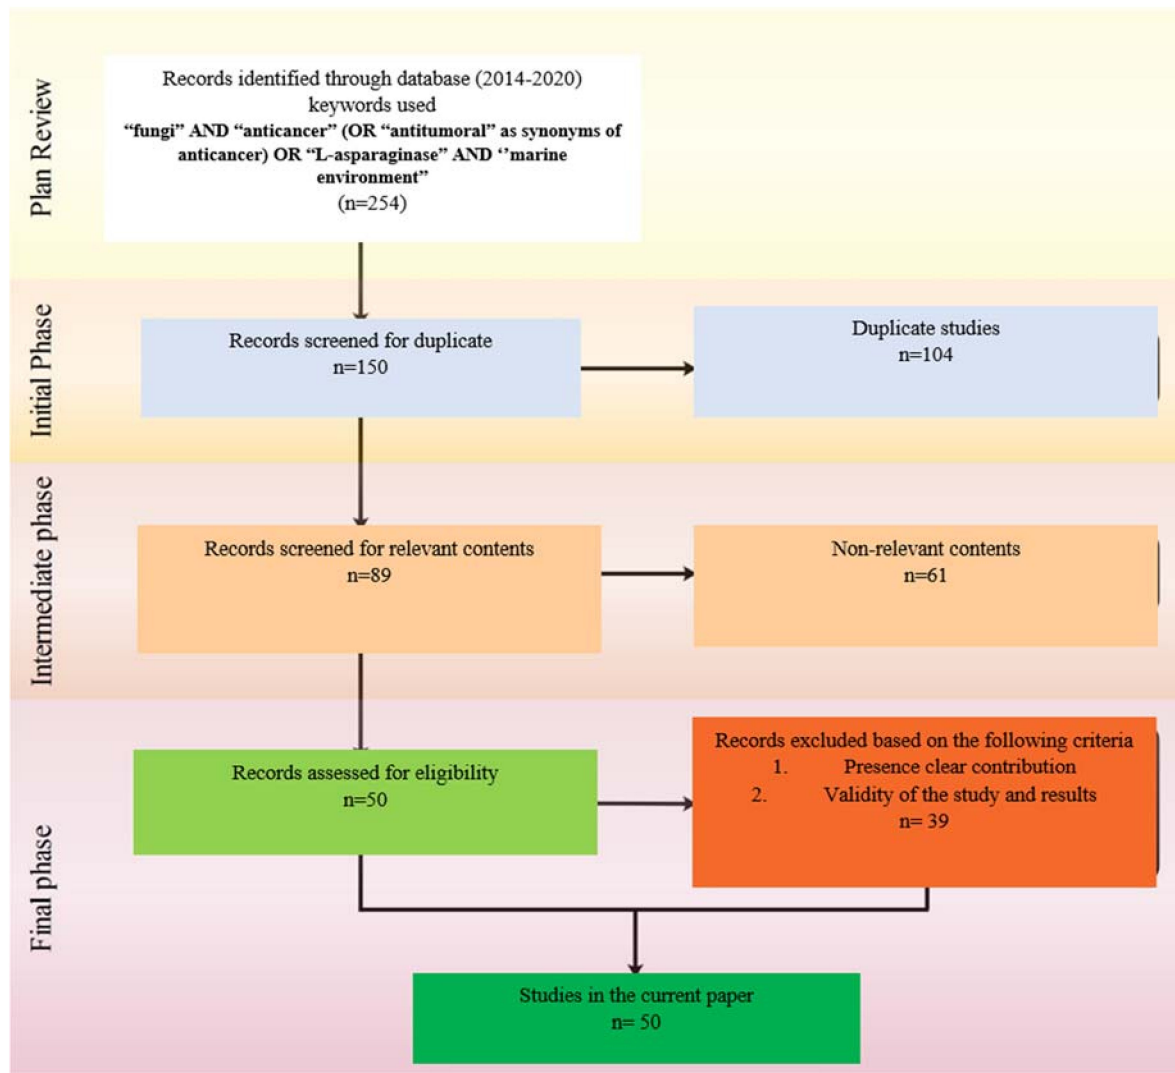 Plan Review
Records identified through database (2014-2020)
keywords used
“fungi” AND “anticancer” (OR “antitumoral” as synonyms of
anticancer) OR “L-asparaginase” AND ‘’marine
environment”
(n=254)
Initial Phase
Records screened for duplicate
n=150
Duplicate studies
n=104
Intermediate phase
Records screened for relevant contents
n=89
Non-relevant contents
n=61
Final phase
Records assessed for eligibility
n=50
Records excluded based on the following criteria
1. Presence clear contribution
2. Validity of the study and results
n= 39
Studies in the current paper
n= 50